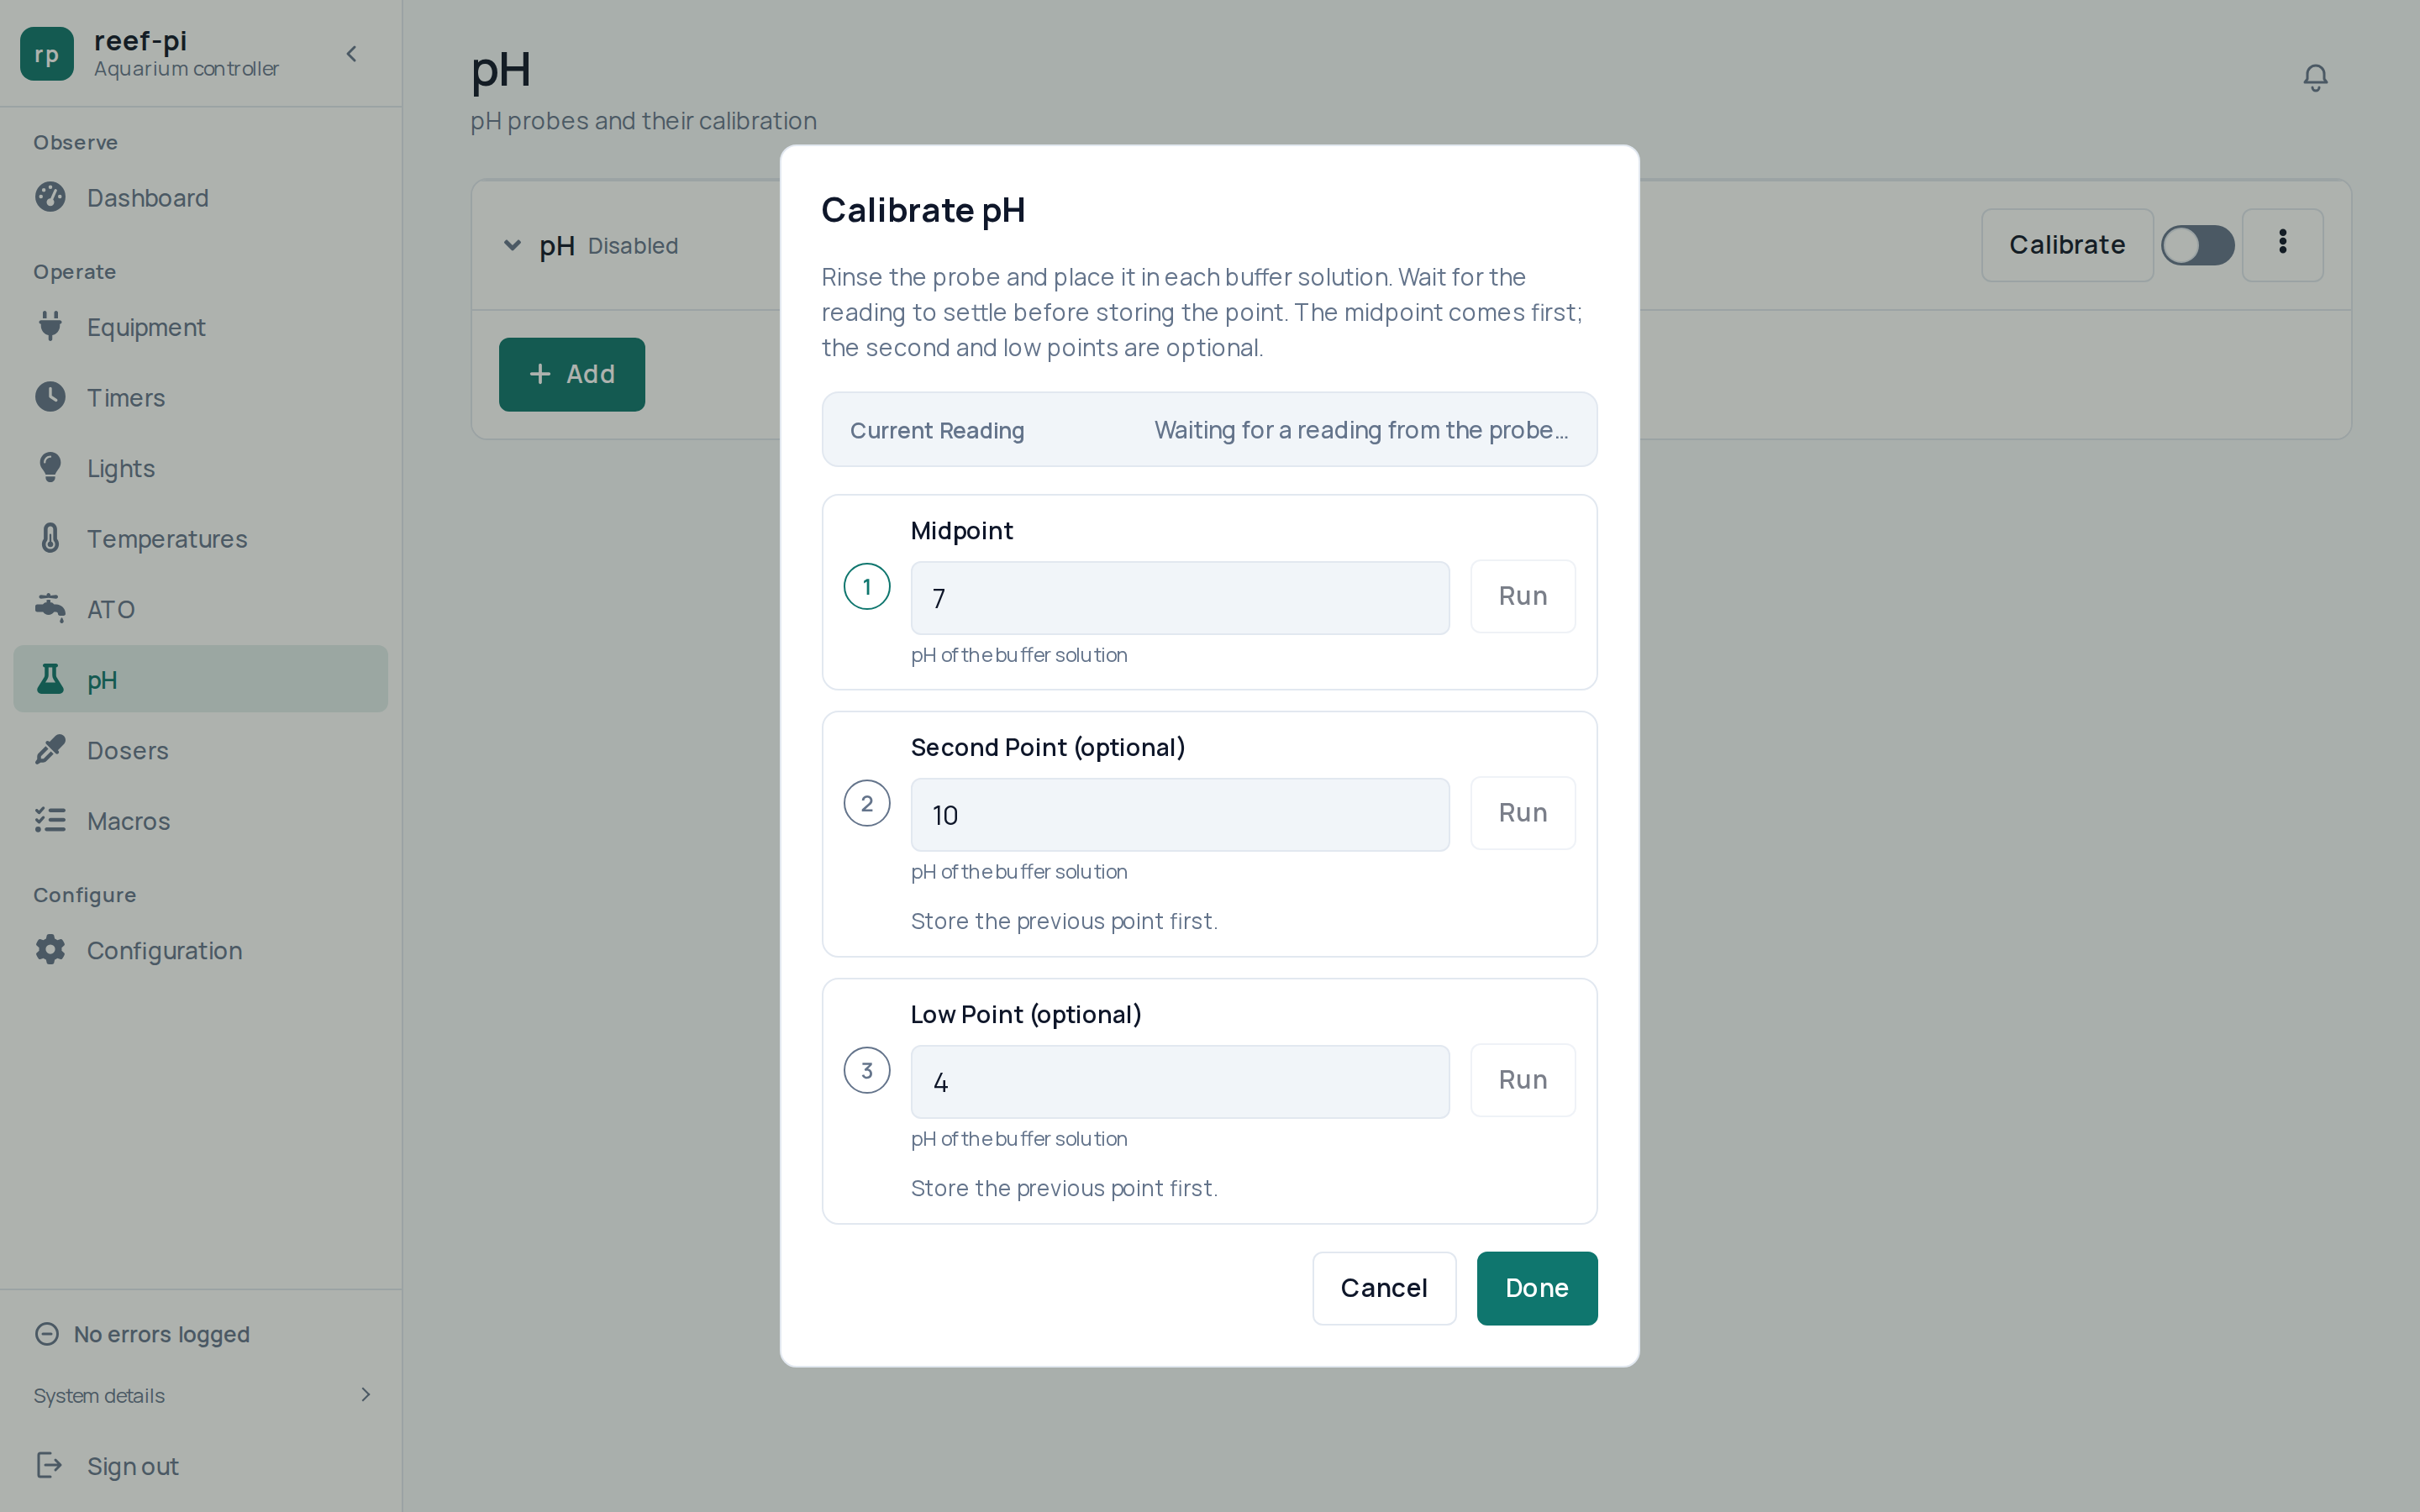 rp
reef-pi
Aquarium controller
Observe
Dashboard
Operate
Equipment
Timers
Lights
Temperatures
ATO
pH
Dosers
Macros
Configure
Configuration
No errors logged
System details
Sign out
pH
pH probes and their calibration
pH Disabled
Calibrate
Add
Calibrate pH
Rinse the probe and place it in each buffer solution. Wait for the
reading to settle before storing the point. The midpoint comes first;
the second and low points are optional.
Current Reading Waiting for a reading from the probe...
Midpoint
1 7 Run
pH of the buffer solution
Second Point (optional)
2 10 Run
pH of the buffer solution
Store the previous point first.
Low Point (optional)
3 4 Run
pH of the buffer solution
Store the previous point first.
Cancel Done